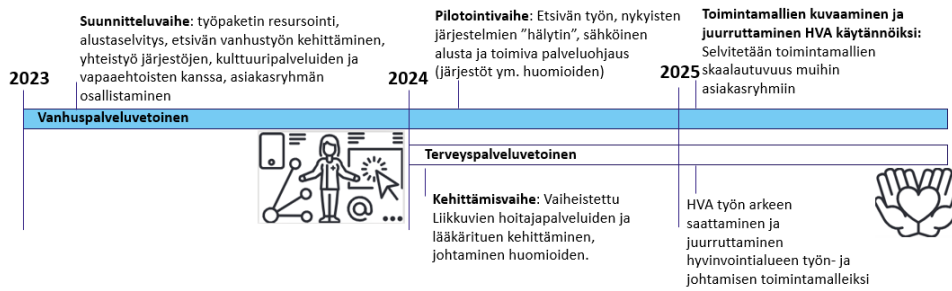 Suunnitteluvaihe: työpaketin resursointi,
alustaselvitys, etsivän vanhustyön kehittäminen,
yhteistyö järjestöjen, kulttuuripalveluiden ja
vapaaehtoisten kanssa, asiakasryhmän
osallistaminen
Pilotointivaihe: Etsivän työn, nykyisten
järjestelmien ”hälytin”, sähköinen
alusta ja toimiva palveluohjaus
(järjestöt ym. huomioiden)
Toimintamallien kuvaaminen ja
juurruttaminen HVA käytännöiksi:
Selvitetään toimintamallien
skaalautuvuus muihin
asiakasryhmiin
2023
2024
2025
Vanhuspalveluvetoinen
Terveyspalveluvetoinen
Kehittämisvaihe: Vaiheistettu
Liikkuvien hoitajapalveluiden ja
lääkärituen kehittäminen,
johtaminen huomioiden.
HVA työn arkeen
saattaminen ja
juurruttaminen
hyvinvointialueen työn- ja
johtamisen toimintamalleiksi
@